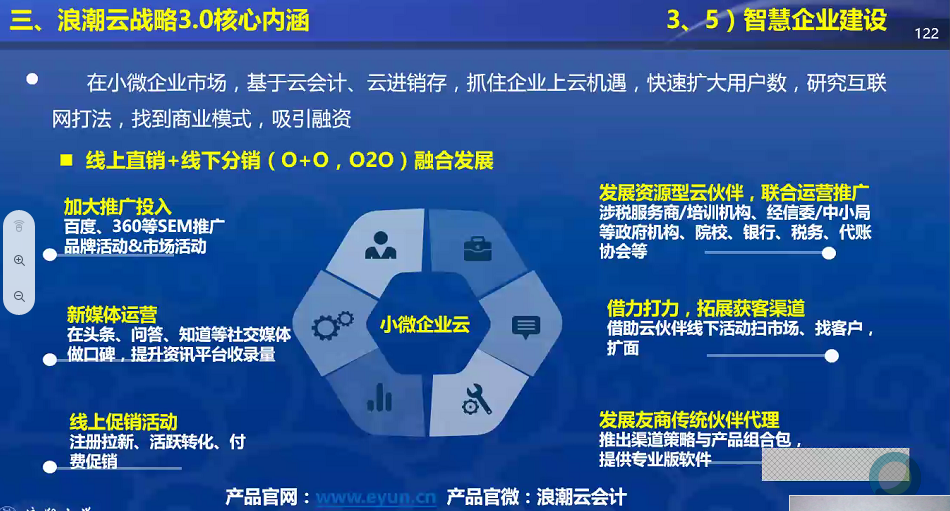 三、浪潮云战略3.0核心内涵
3、5）智慧企业建设
122
在小微企业市场，基于云会计、云进销存，抓住企业上云机遇，快速扩大用户数，研究互联
网打法，找到商业模式，吸引融资
线上直销+线下分销（O+O，O2O）融合发展
加大推广投入
百度、360等SEM推广
品牌活动&市场活动
新媒体运营
在头条、问答、知道等社交媒体
做口碑，提升资讯平台收录量
线上促销活动
注册拉新、活跃转化、付
费促销
小微企业云
发展资源型云伙伴，联合运营推广
涉税服务商/培训机构、经信委/中小局
等政府机构、院校、银行、税务、代账
协会等
借力打力，拓展获客渠道
借助云伙伴线下活动扫市场、找客户，
扩面
发展友商传统伙伴代理
推出渠道策略与产品组合包，
提供专业版软件
产品官网：www.eyun.cn 产品官微：浪潮云会计